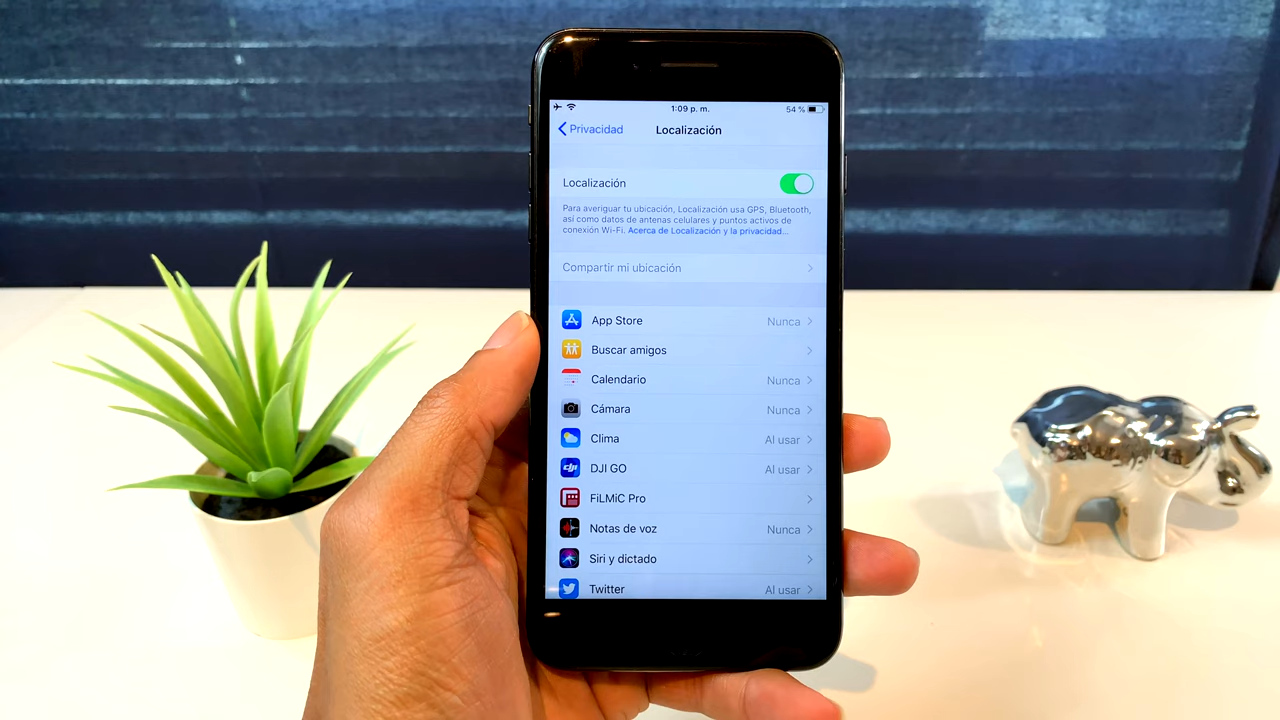 1:09 p. m.
54 %
Privacidad
Localización
Localización
Para averiguar tu ubicación, Localización usa GPS, Bluetooth,
así como datos de antenas celulares y puntos activos de
conexión Wi-Fi. Acerca de Localización y la privacidad...
Compartir mi ubicación
App Store Nunca
Buscar amigos
Calendario Nunca
Cámara Nunca
Clima Al usar
dji DJI GO Al usar
FiLMiC Pro
Notas de voz Nunca
Siri y dictado
Twitter Al usar